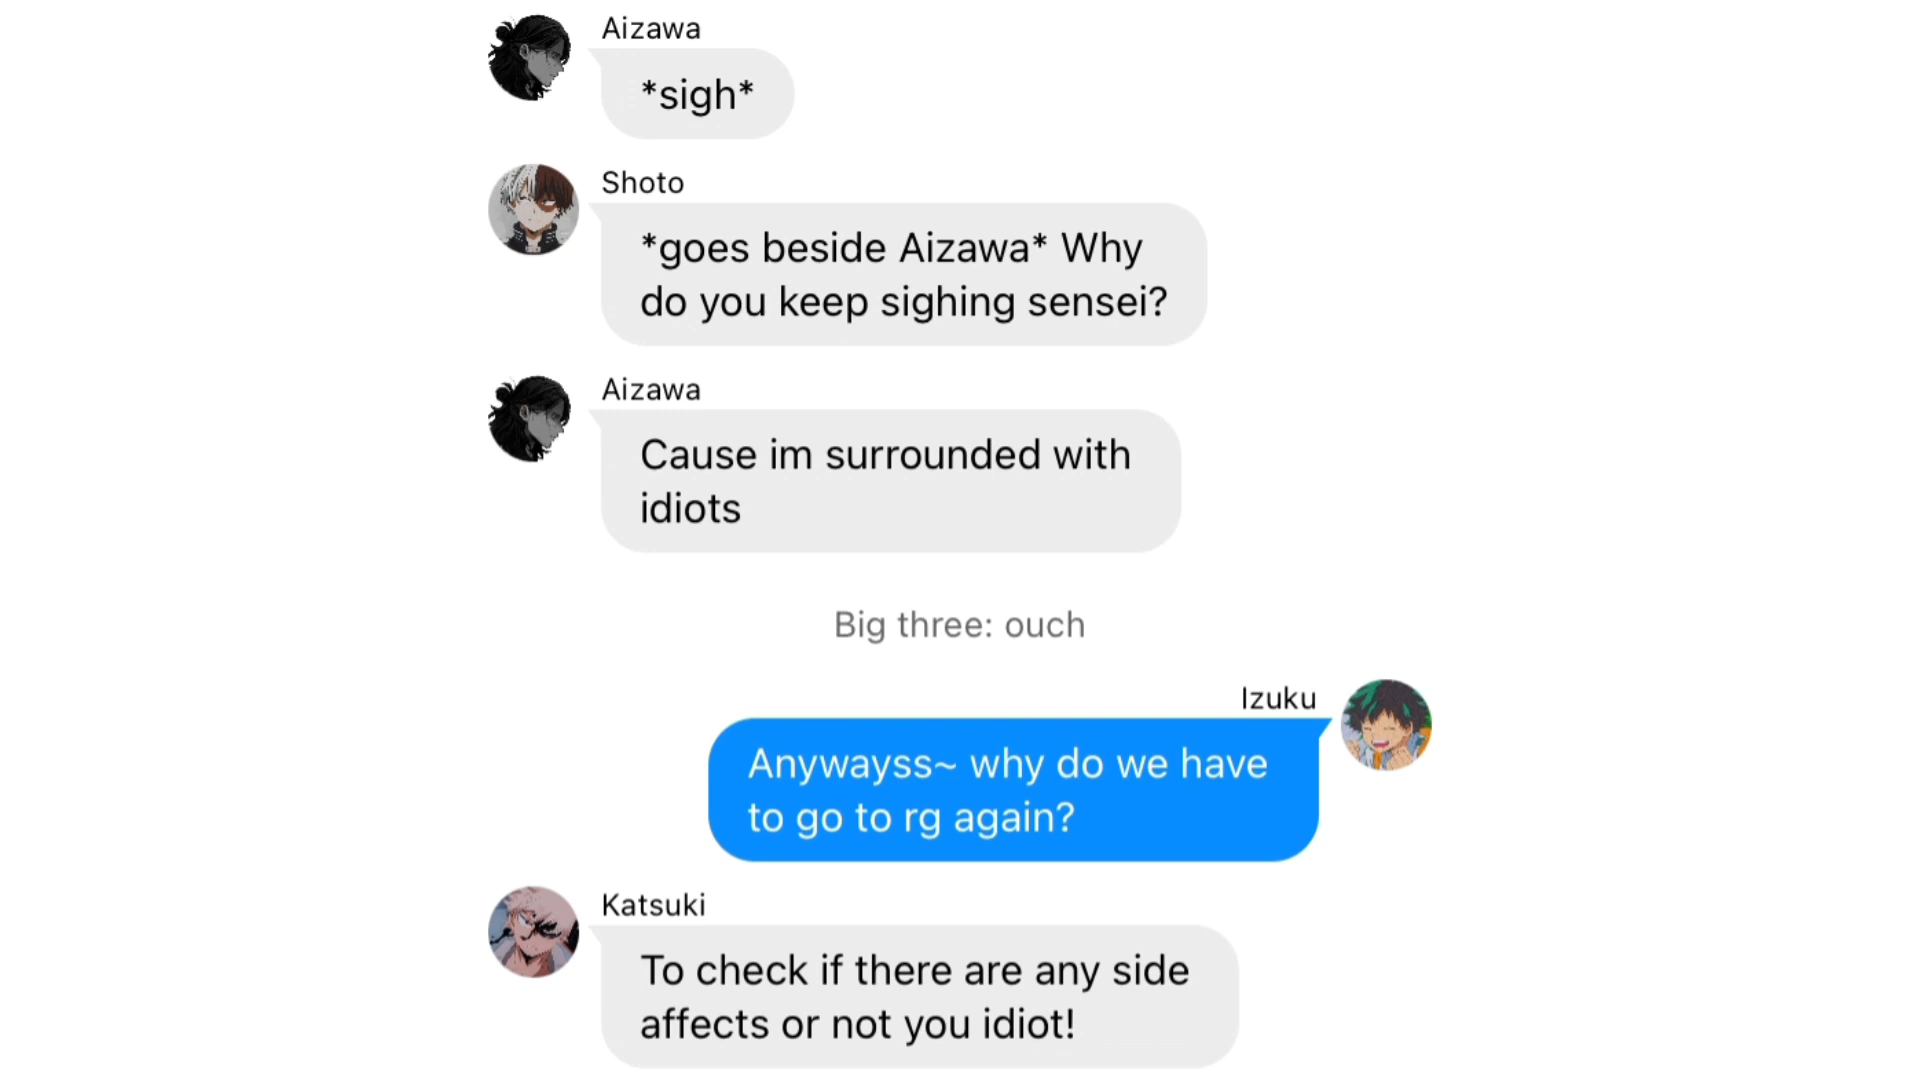 Aizawa
*sigh*
Shoto
*goes beside Aizawa* Why
do you keep sighing sensei?
Aizawa
Cause im surrounded with
idiots
Big three: ouch
Izuku
Anywayss~ why do we have
to go to rg again?
Katsuki
To check if there are any side
affects or not you idiot!